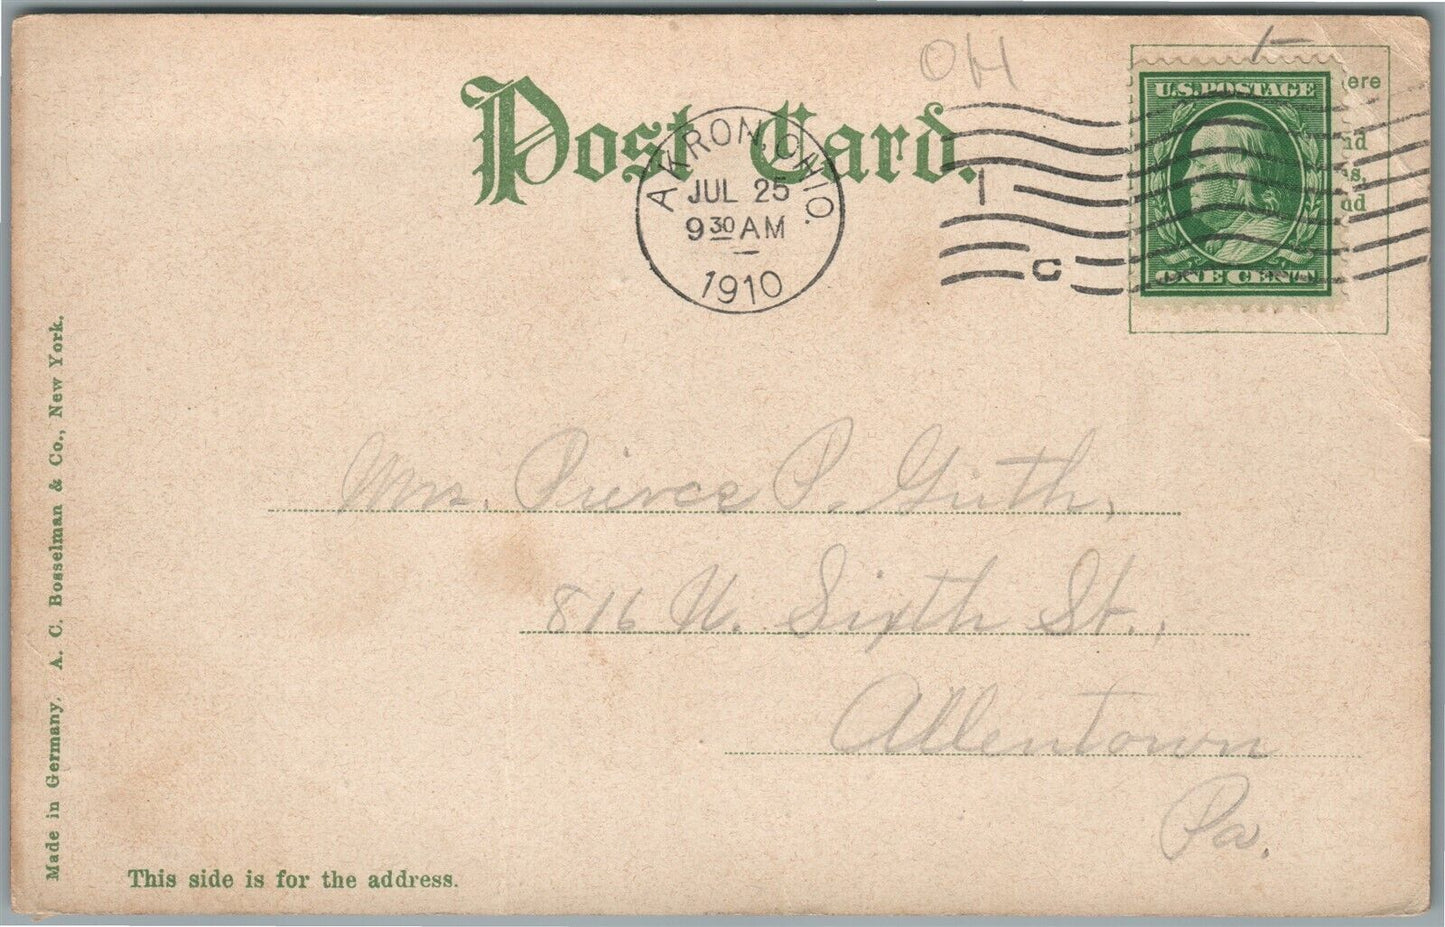 OH
Post Card.
AKRON, OHIO.
JUL 25
9 30 AM
1910
1
C
U.S. POSTAGE
ONE CENT
Mrs. Pierce P. Guth,
816 N. Sixth St.,
Allentown
Pa.
This side is for the address.
Made in Germany. A. C. Bosselman & Co., New York.